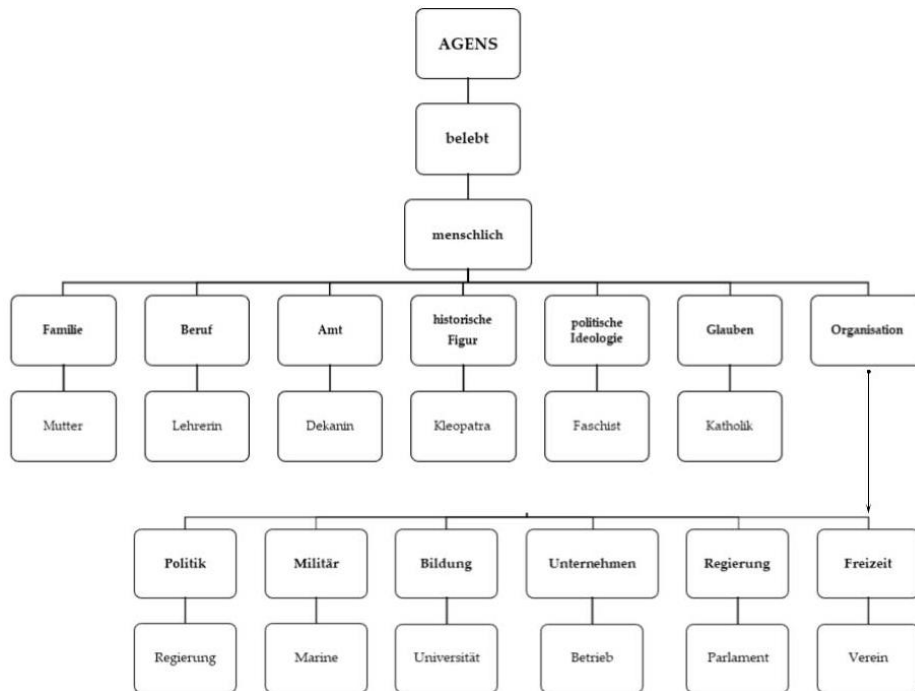 AGENS
belebt
menschlich
Familie
Beruf
Amt
historische
Figur
politische
Ideologie
Glauben
Organisation
Mutter
Lehrerin
Dekanin
Kleopatra
Faschist
Katholik
Politik
Militär
Bildung
Unternehmen
Regierung
Freizeit
Regierung
Marine
Universität
Betrieb
Parlament
Verein